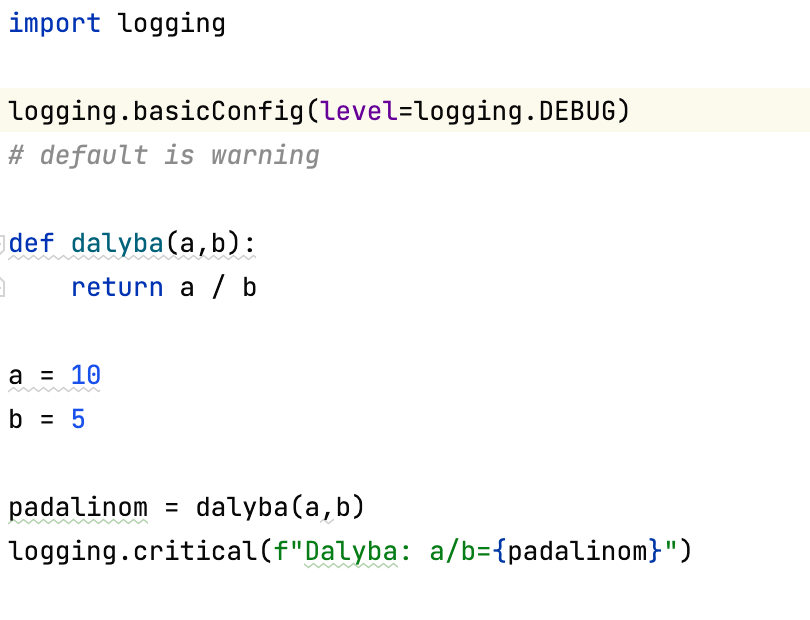 import logging
logging.basicConfig(level=logging.DEBUG)
# default is warning
def dalyba(a,b):
    return a / b
a = 10
b = 5
padalinom = dalyba(a,b)
logging.critical(f"Dalyba: a/b={padalinom}")